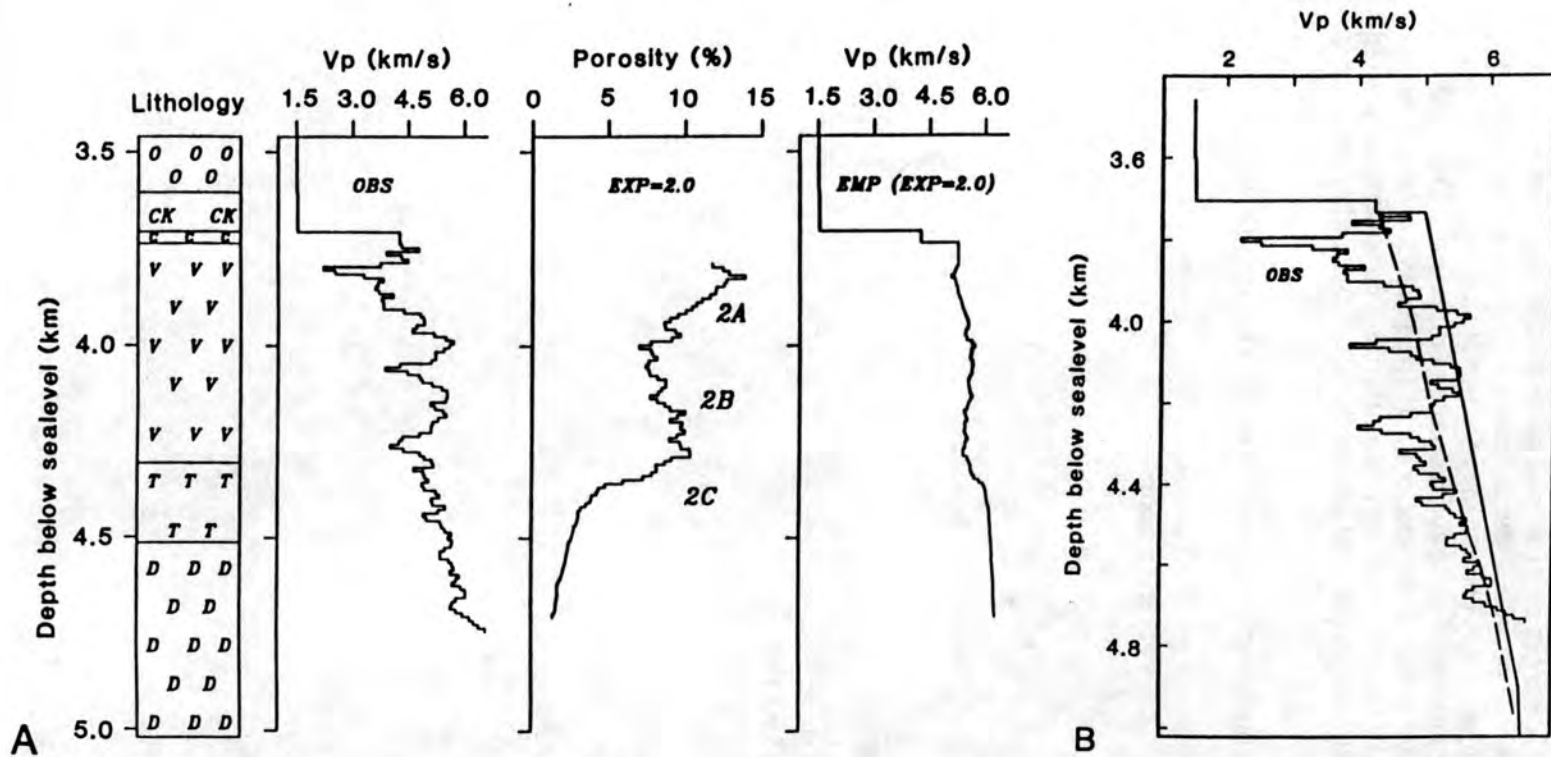 Vp (km/s)
Porosity (%)
Vp (km/s)
Lithology
1.5 3.0 4.5 6.0
0 5 10 15
1.5 3.0 4.5 6.0
Depth below sealevel (km)
3.5
4.0
4.5
5.0
O O O
O O
CK CK
C C C
V V V
V V
V V V
V V
V V V
T T T
T T
D D D
D D
D D D
D D
D D D
OBS
EXP=2.0
2A
2B
2C
EMP (EXP=2.0)
A
Vp (km/s)
2 4 6
Depth below sealevel (km)
3.6
4.0
4.4
4.8
OBS
B